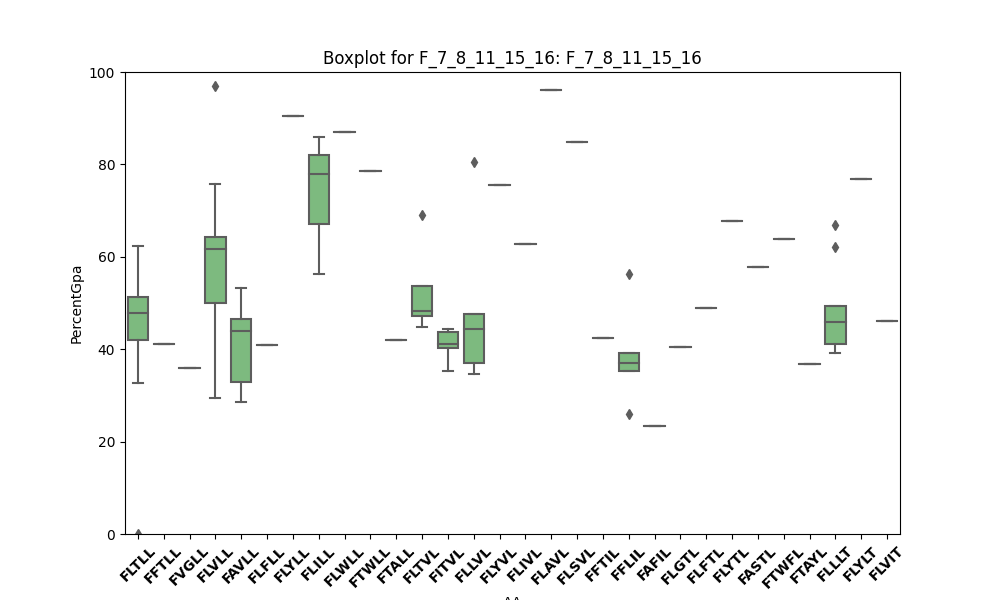 Boxplot for F_7_8_11_15_16: F_7_8_11_15_16
100
80
60
40
20
0
PercentGpa
FLTLL
FFTLL
FVGLL
FLVLL
FAVLL
FLFLL
FLYLL
FLILL
FLWLL
FTWLL
FTALL
FLTVL
FITVL
FLLVL
FLYVL
FLIVL
FLAVL
FLSVL
FFTIL
FFLIL
FAFIL
FLGTL
FLFTL
FLYTL
FASTL
FTWFL
FTAYL
FLLLT
FLYLT
FLVIT